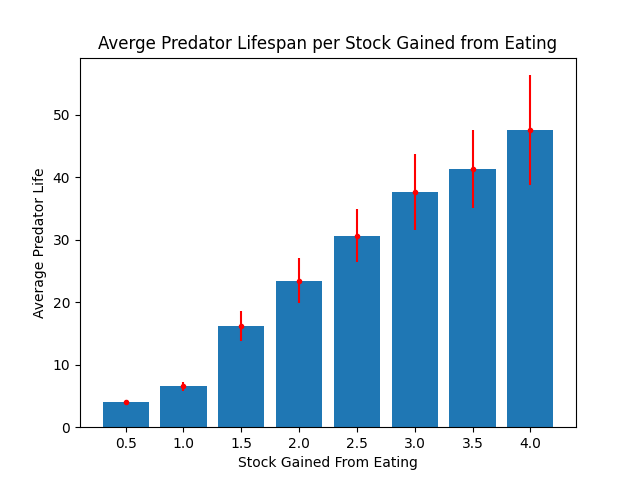 Averge Predator Lifespan per Stock Gained from Eating
50
40
30
20
10
0
Average Predator Life
0.5 1.0 1.5 2.0 2.5 3.0 3.5 4.0
Stock Gained From Eating